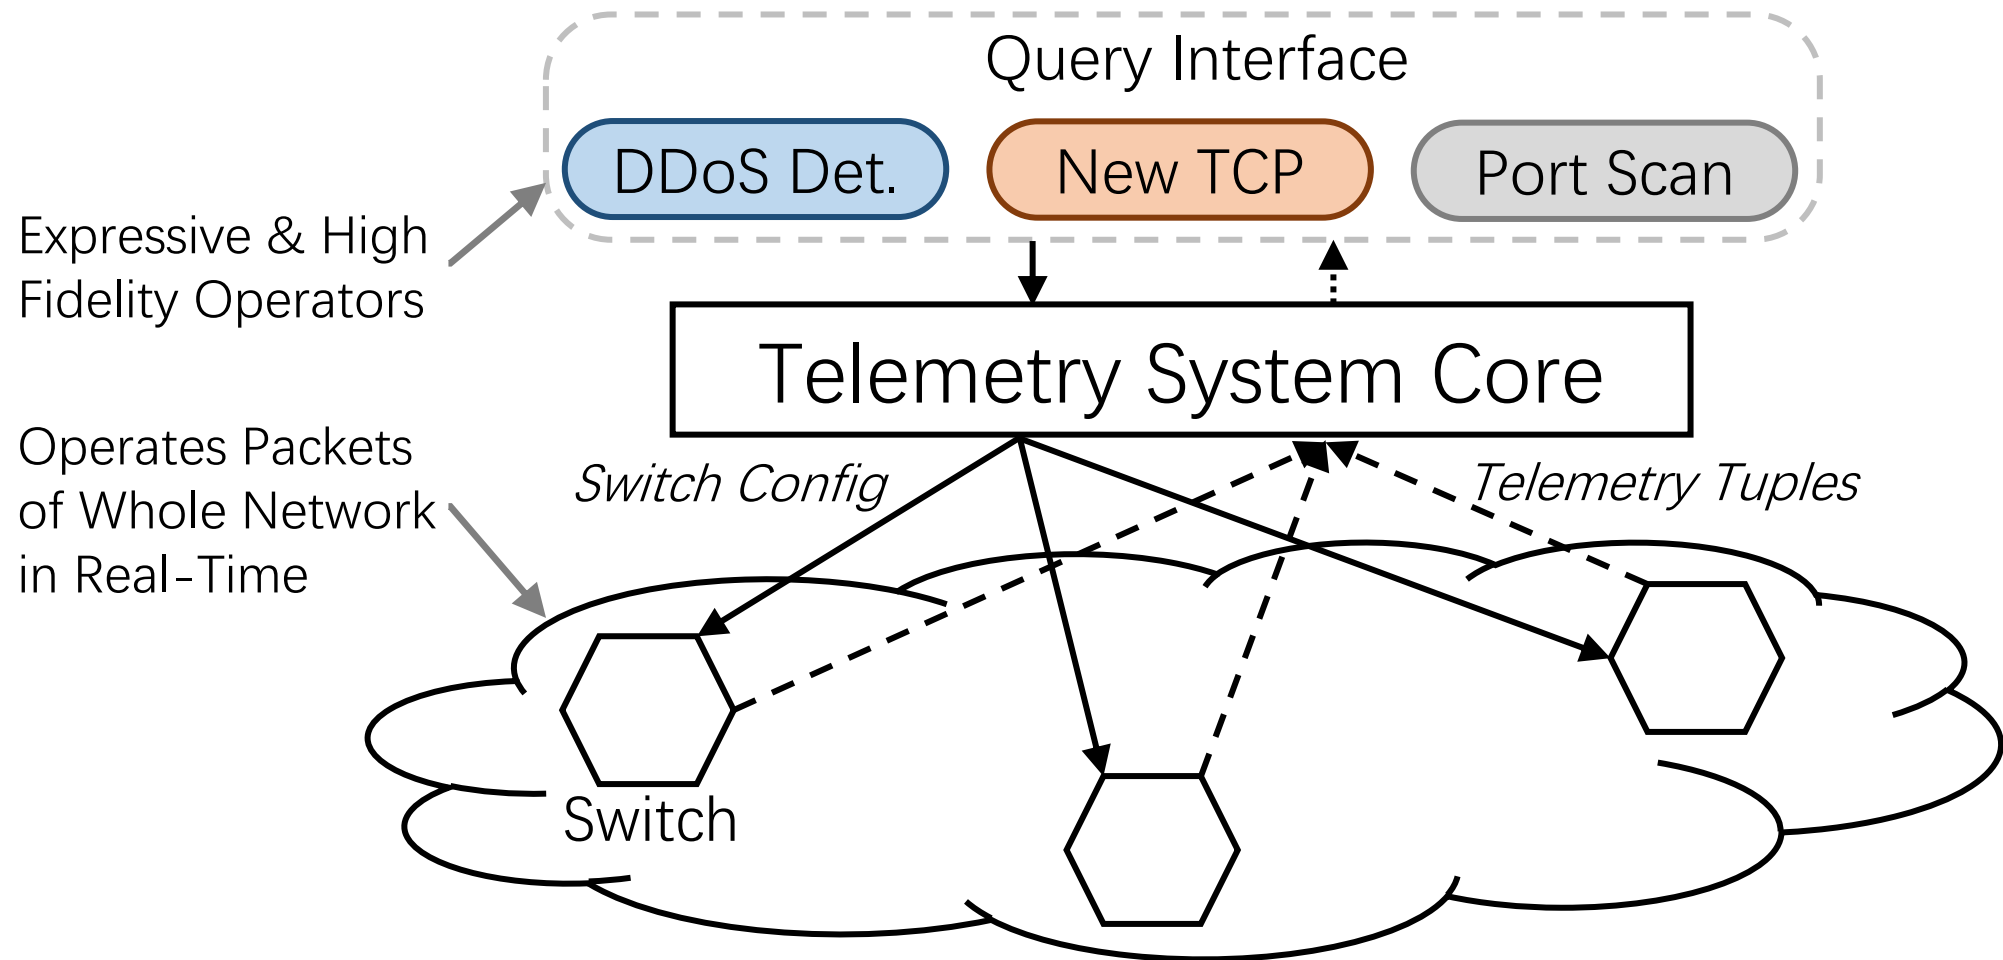 Query Interface
DDoS Det.
New TCP
Port Scan
Expressive & High
Fidelity Operators
Telemetry System Core
Operates Packets
of Whole Network
in Real-Time
Switch Config
Telemetry Tuples
Switch